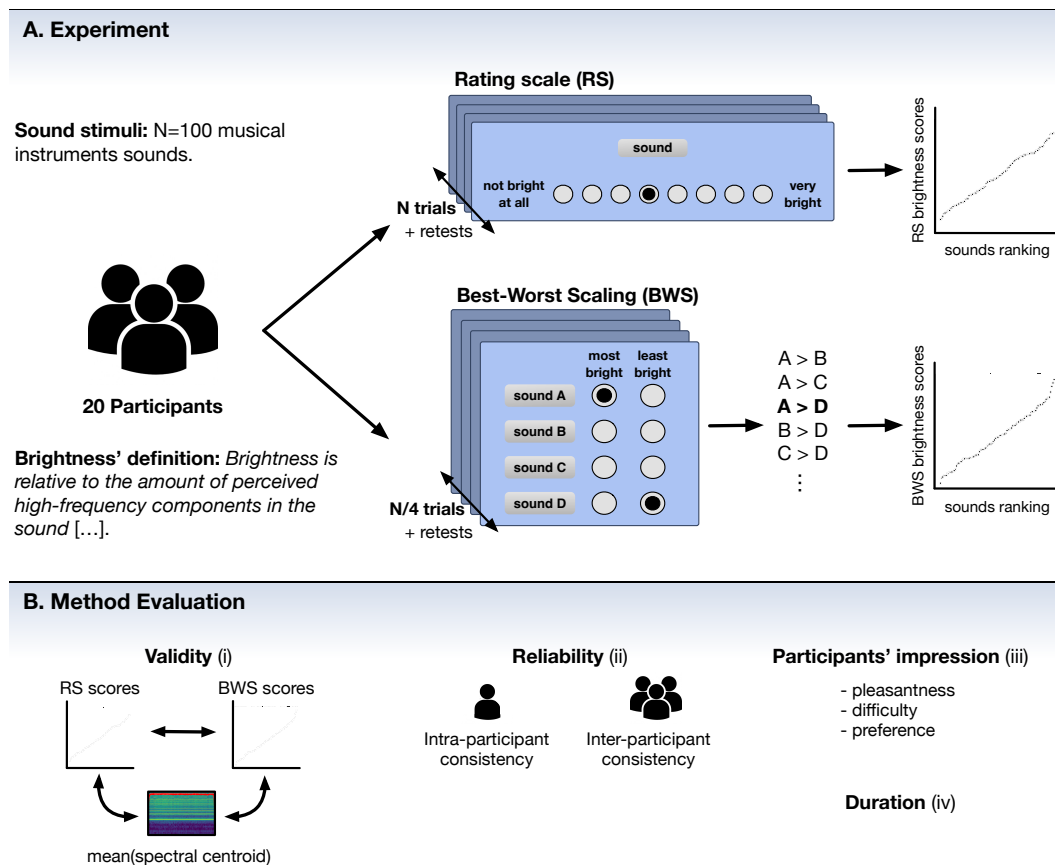 A. Experiment
Sound stimuli: N=100 musical
instruments sounds.
20 Participants
Brightness' definition: Brightness is
relative to the amount of perceived
high-frequency components in the
sound […].
Rating scale (RS)
sound
not bright
at all
very
bright
N trials
+ retests
RS brightness scores
sounds ranking
Best-Worst Scaling (BWS)
most
bright
least
bright
sound A
sound B
sound C
sound D
N/4 trials
+ retests
A > B
A > C
A > D
B > D
C > D
⋮
BWS brightness scores
sounds ranking
B. Method Evaluation
Validity (i)
RS scores
BWS scores
mean(spectral centroid)
Reliability (ii)
Intra-participant
consistency
Inter-participant
consistency
Participants' impression (iii)
- pleasantness
- difficulty
- preference
Duration (iv)